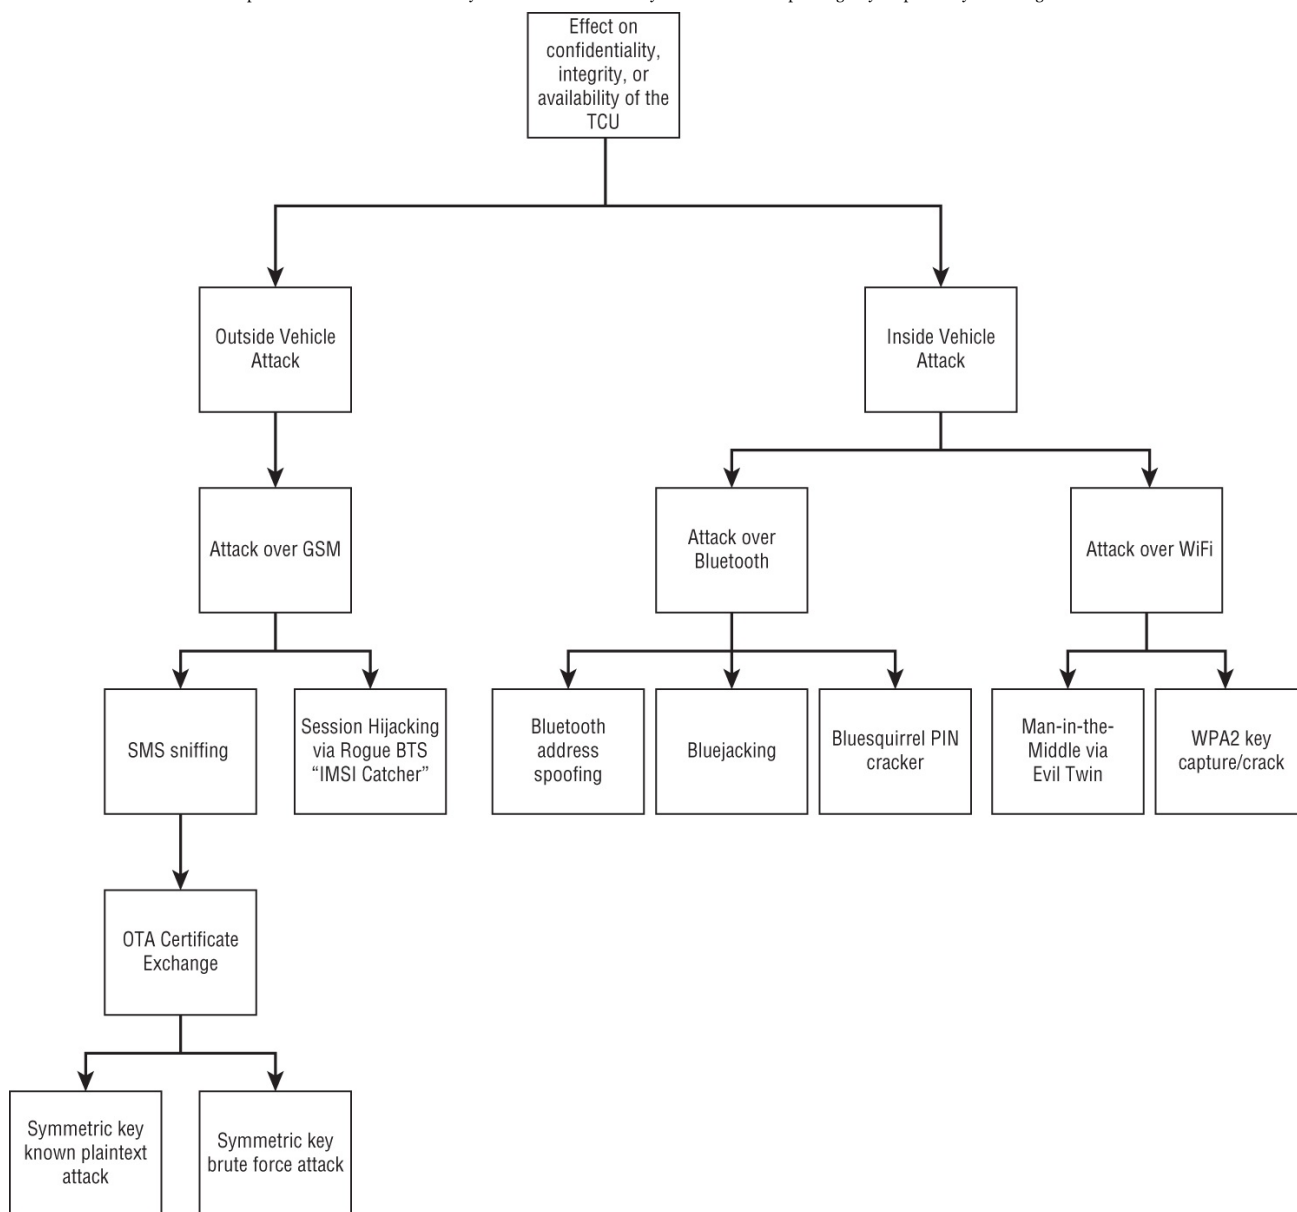 Effect on
confidentiality,
integrity, or
availability of the
TCU
Outside Vehicle
Attack
Inside Vehicle
Attack
Attack over GSM
Attack over
Bluetooth
Attack over WiFi
SMS sniffing
Session Hijacking
via Rogue BTS
“IMSI Catcher”
Bluetooth
address
spoofing
Bluejacking
Bluesquirrel PIN
cracker
Man-in-the-
Middle via
Evil Twin
WPA2 key
capture/crack
OTA Certificate
Exchange
Symmetric key
known plaintext
attack
Symmetric key
brute force attack